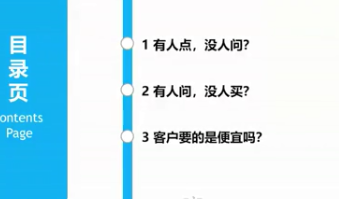 目
录
页
ontents
Page
1 有人点，没人问？
2 有人问，没人买？
3 客户要的是便宜吗？